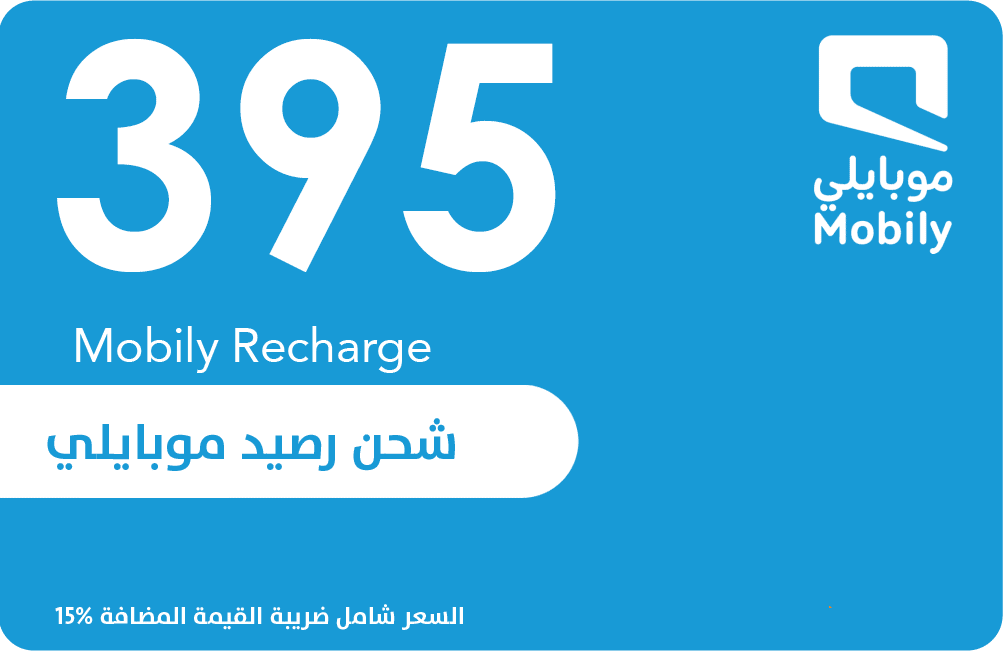 395
موبايلي
Mobily
Mobily Recharge
شحن رصيد موبايلي
السعر شامل ضريبة القيمة المضافة 15%